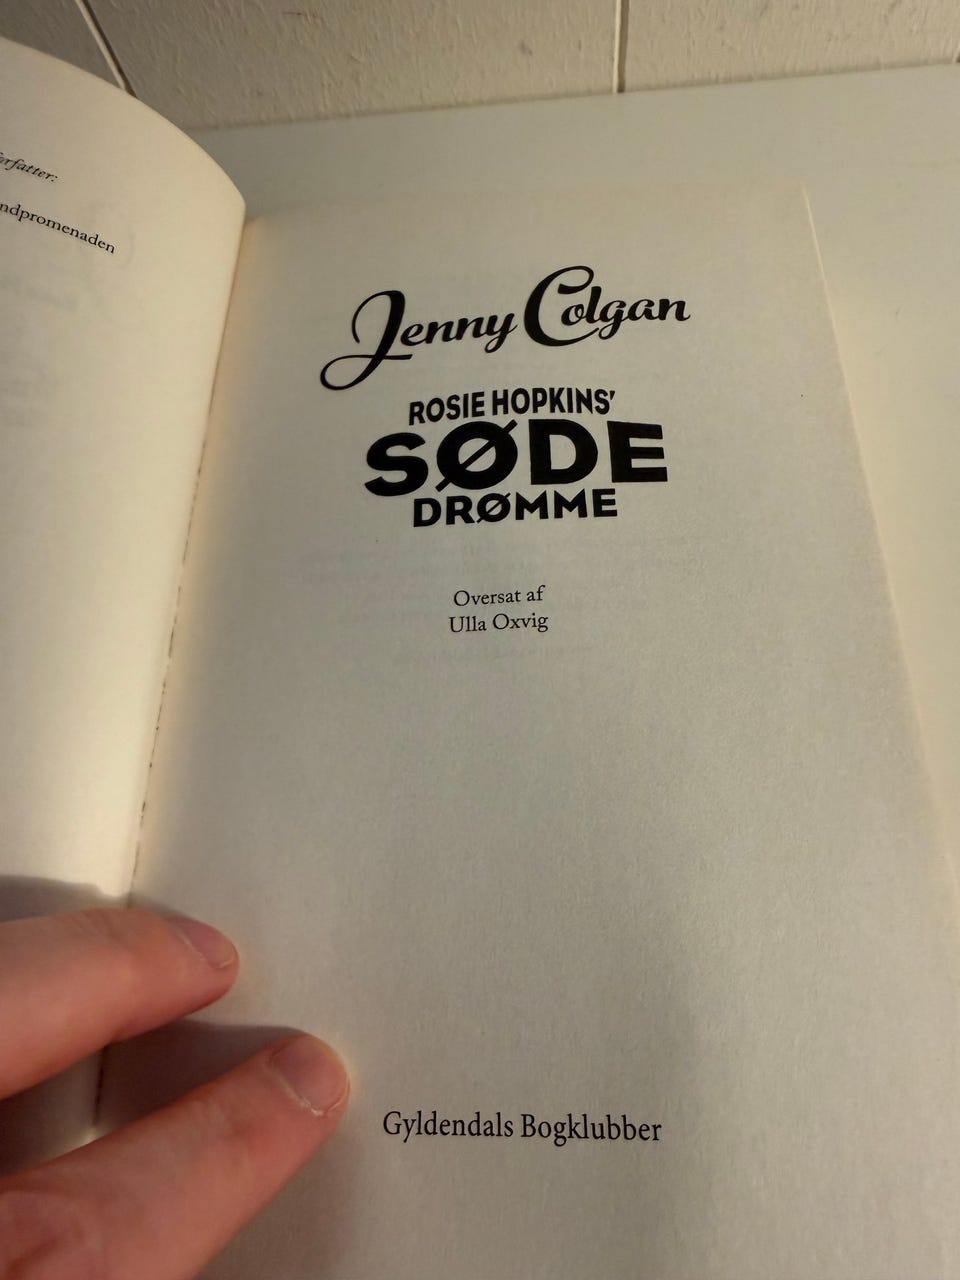 Jenny Colgan
ROSIE HOPKINS'
SØDE
DRØMME
Oversat af
Ulla Oxvig
Gyldendals Bogklubber